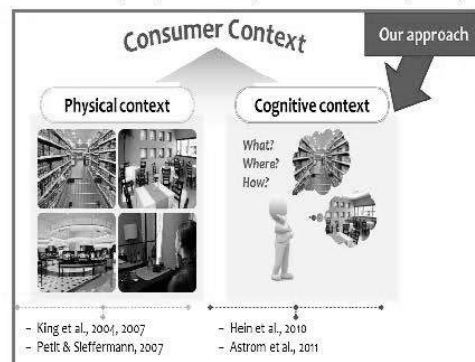 Consumer Context
Our approach
Physical context
Cognitive context
What?
Where?
How?
– King et al., 2004, 2007
– Petit & Sieffermann, 2007
– Hein et al., 2010
– Astrom et al., 2011